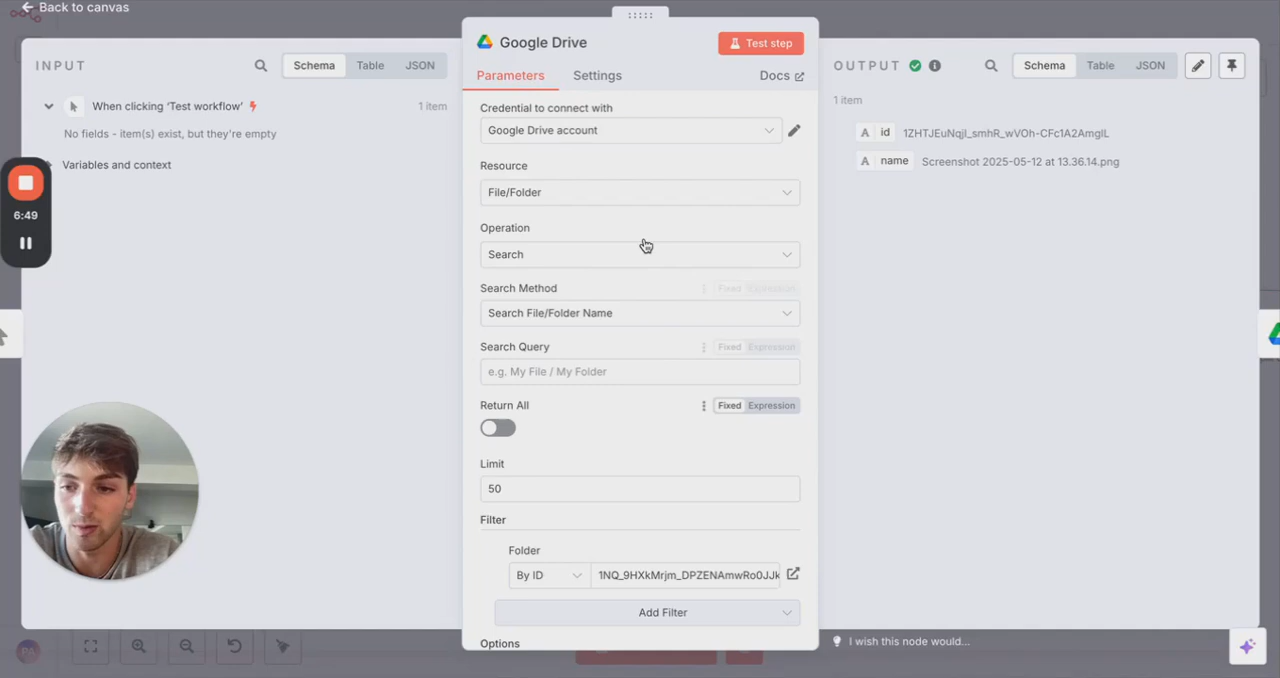 Back to canvas
INPUT
Schema
Table
JSON
When clicking ‘Test workflow’
1 item
No fields - item(s) exist, but they're empty
Variables and context
6:49
PA
Google Drive
Test step
Parameters
Settings
Docs
Credential to connect with
Google Drive account
Resource
File/Folder
Operation
Search
Search Method
Fixed Expression
Search File/Folder Name
Search Query
Fixed Expression
e.g. My File / My Folder
Return All
Fixed Expression
Limit
50
Filter
Folder
By ID
1NQ_9HXkMrjm_DPZENAmwRo0JJk
Add Filter
Options
OUTPUT
Schema
Table
JSON
1 item
A id 1ZHTJEuNqjI_smhR_wVOh-CFc1A2AmglL
A name Screenshot 2025-05-12 at 13.36.14.png
I wish this node would...